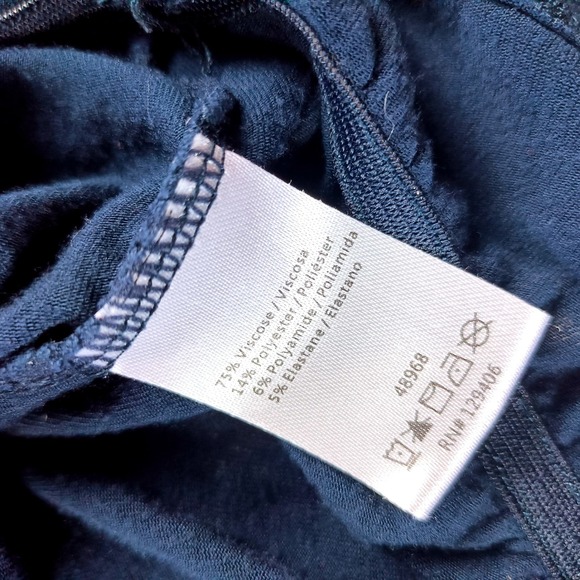 75% Viscose / Viscosa
14% Polyester / Poliéster
6% Polyamide / Poliamida
5% Elastane / Elastano
48968
RN# 129406